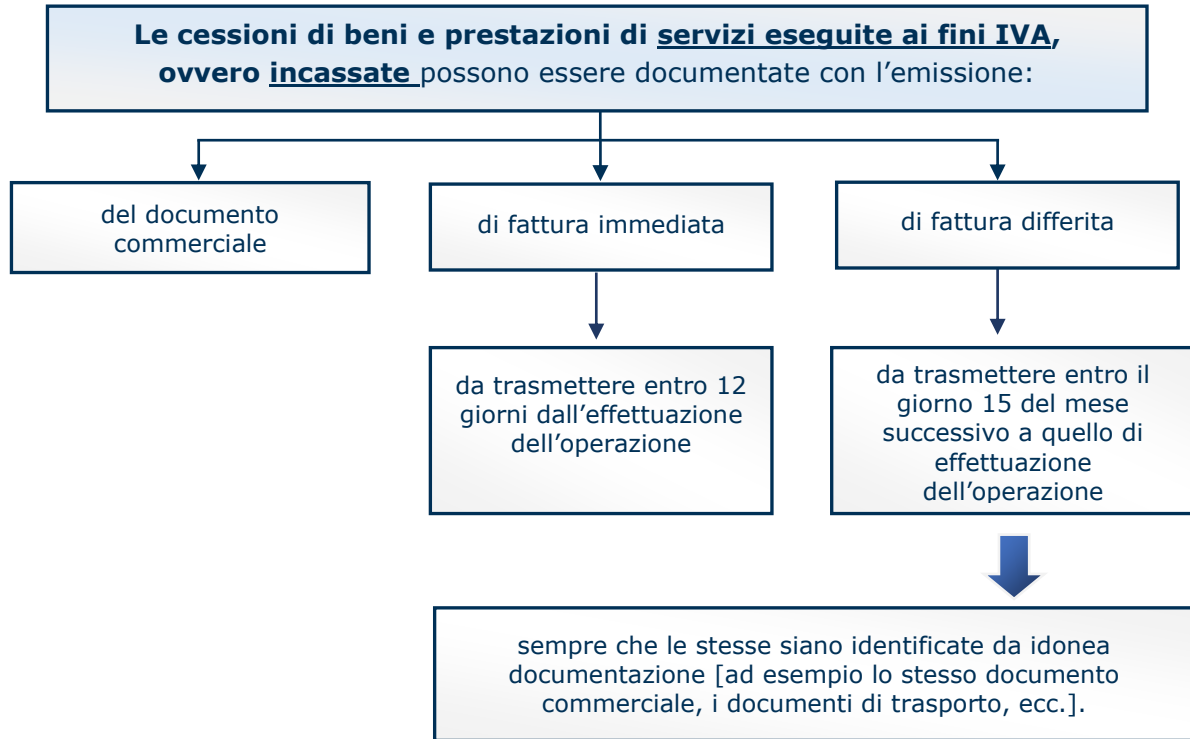 Le cessioni di beni e prestazioni di servizi eseguite ai fini IVA,
ovvero incassate possono essere documentate con l’emissione:
del documento
commerciale
di fattura immediata
di fattura differita
da trasmettere entro 12
giorni dall’effettuazione
dell’operazione
da trasmettere entro il
giorno 15 del mese
successivo a quello di
effettuazione
dell’operazione
sempre che le stesse siano identificate da idonea
documentazione [ad esempio lo stesso documento
commerciale, i documenti di trasporto, ecc.].